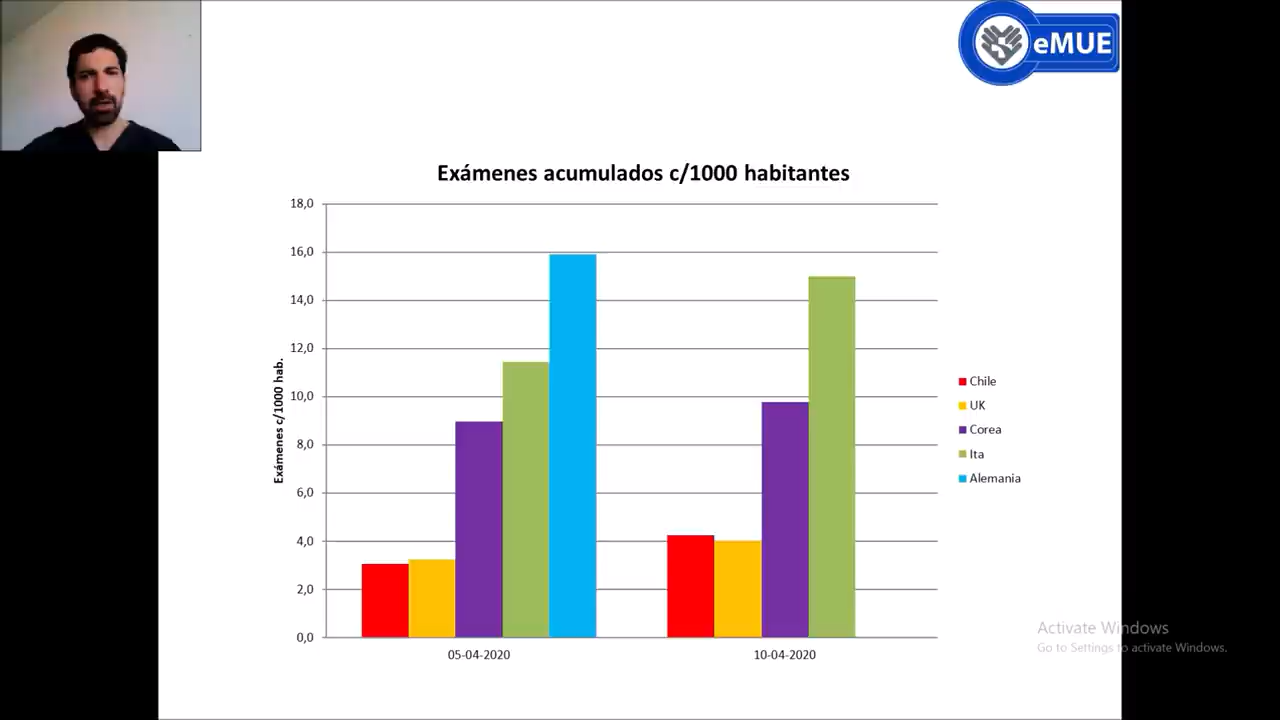 eMUE
Exámenes acumulados c/1000 habitantes
18,0
16,0
14,0
12,0
10,0
8,0
6,0
4,0
2,0
0,0
Exámenes c/1000 hab.
05-04-2020
10-04-2020
Chile
UK
Corea
Ita
Alemania
Activate Windows
Go to Settings to activate Windows.